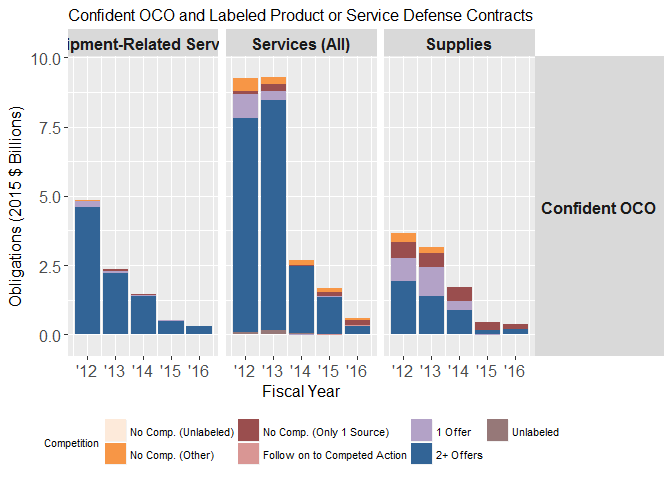 Confident OCO and Labeled Product or Service Defense Contracts
ipment-Related Serv
Services (All)
Supplies
Obligations (2015 $ Billions)
10.0
7.5
5.0
2.5
0.0
Confident OCO
'12 '13 '14 '15 '16 '12 '13 '14 '15 '16 '12 '13 '14 '15 '16
Fiscal Year
Competition
No Comp. (Unlabeled)
No Comp. (Only 1 Source)
1 Offer
Unlabeled
No Comp. (Other)
Follow on to Competed Action
2+ Offers